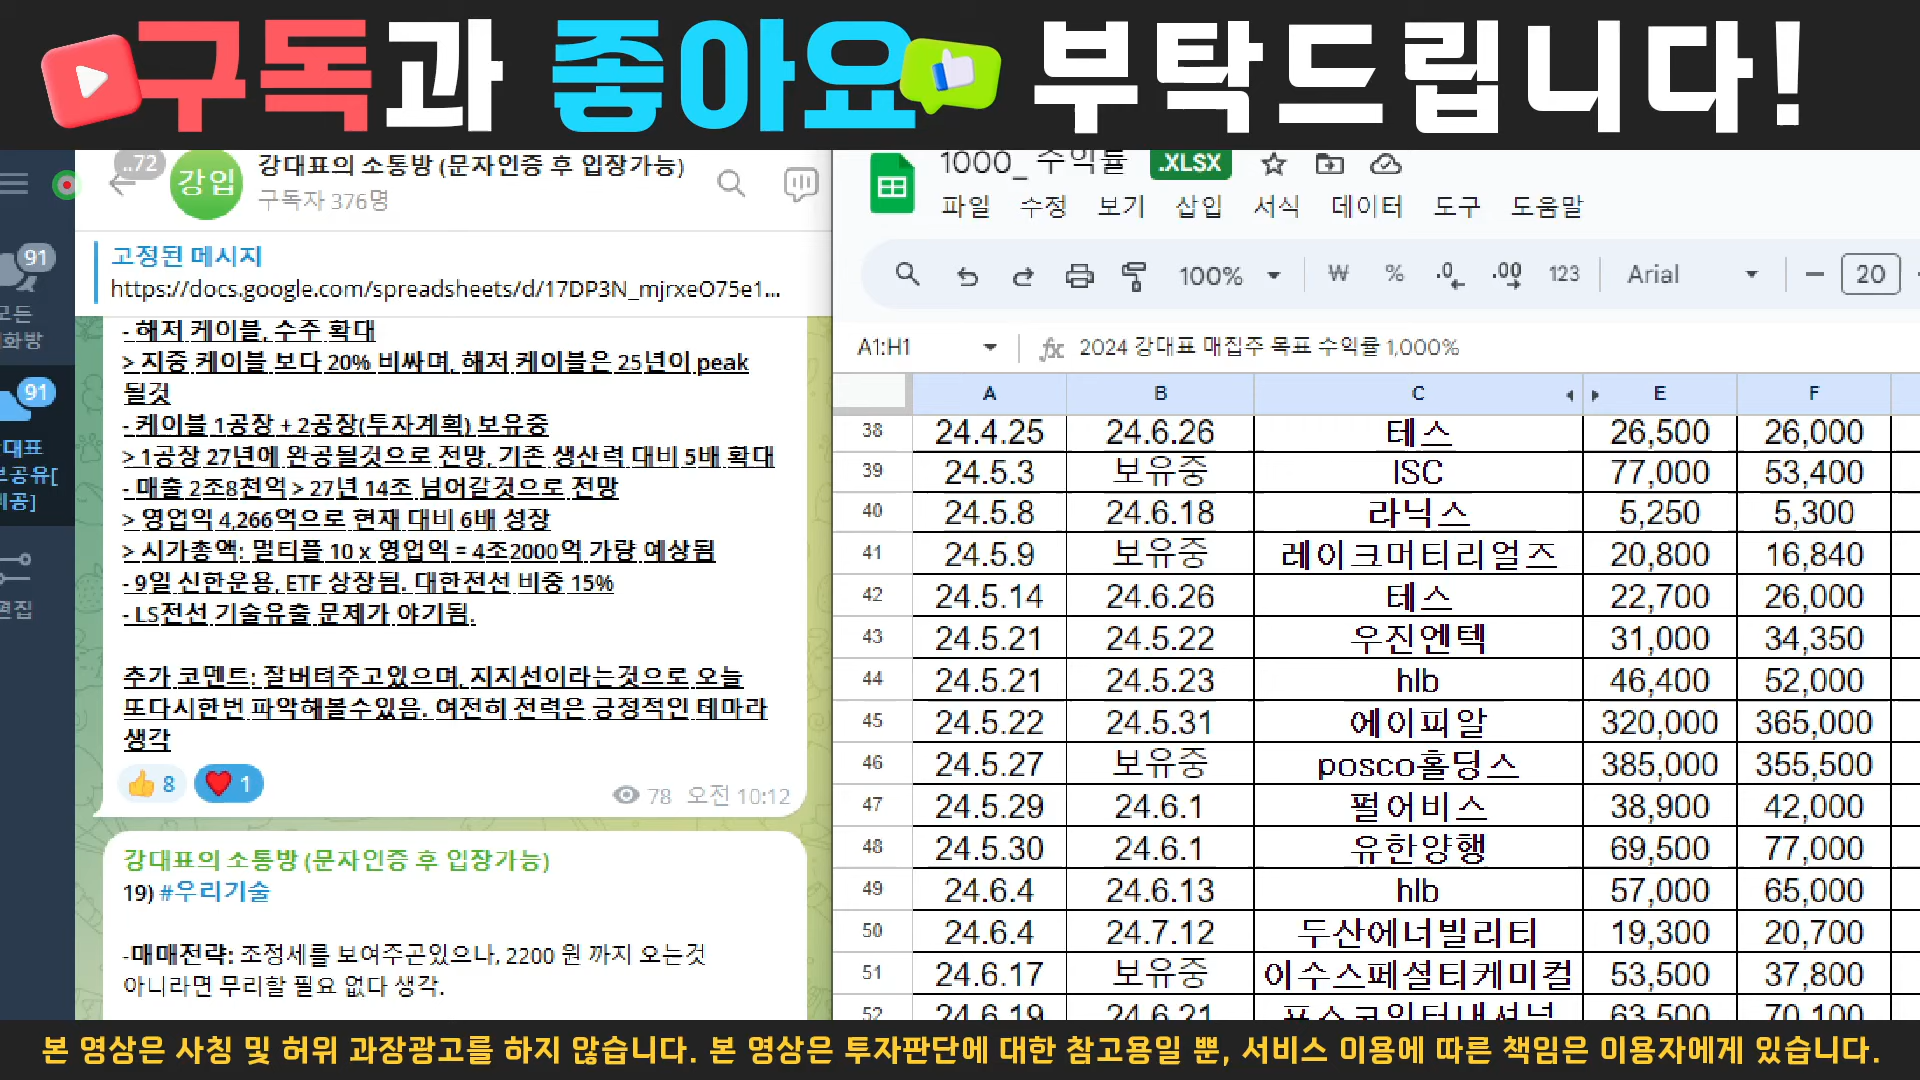 구독과 좋아요 부탁드립니다!
..72
강입
강대표의 소통방 (문자인증 후 입장가능)
구독자 376명
고정된 메시지
https://docs.google.com/spreadsheets/d/17DP3N_mjrxeO75e1...
91
모든
화방
91
대표
공유[
공]
편집
- 해저 케이블, 수주 확대
> 지중 케이블 보다 20% 비싸며, 해저 케이블은 25년이 peak
될것
- 케이블 1공장 + 2공장(투자계획) 보유중
> 1공장 27년에 완공될것으로 전망, 기존 생산력 대비 5배 확대
- 매출 2조8천억 > 27년 14조 넘어갈것으로 전망
> 영업익 4,266억으로 현재 대비 6배 성장
> 시가총액: 멀티플 10 x 영업익 = 4조2000억 가량 예상됨
- 9일 신한운용, ETF 상장됨. 대한전선 비중 15%
- LS전선 기술유출 문제가 야기됨.
추가 코멘트: 잘버텨주고있으며, 지지선이라는것으로 오늘
또다시한번 파악해볼수있음. 여전히 전력은 긍정적인 테마라
생각
8
1
78 오전 10:12
강대표의 소통방 (문자인증 후 입장가능)
19) #우리기술
-매매전략: 조정세를 보여주곤있으나, 2200 원 까지 오는것
아니라면 무리할 필요 없다 생각.
1000_ 수익률 .XLSX
파일 수정 보기 삽입 서식 데이터 도구 도움말
100% ₩ % .0 .00 123 Arial 20
A1:H1 fx 2024 강대표 매집주 목표 수익률 1,000%
A B C E F
38 24.4.25 24.6.26 테스 26,500 26,000
39 24.5.3 보유중 ISC 77,000 53,400
40 24.5.8 24.6.18 라닉스 5,250 5,300
41 24.5.9 보유중 레이크머티리얼즈 20,800 16,840
42 24.5.14 24.6.26 테스 22,700 26,000
43 24.5.21 24.5.22 우진엔텍 31,000 34,350
44 24.5.21 24.5.23 hlb 46,400 52,000
45 24.5.22 24.5.31 에이피알 320,000 365,000
46 24.5.27 보유중 posco홀딩스 385,000 355,500
47 24.5.29 24.6.1 펄어비스 38,900 42,000
48 24.5.30 24.6.1 유한양행 69,500 77,000
49 24.6.4 24.6.13 hlb 57,000 65,000
50 24.6.4 24.7.12 두산에너빌리티 19,300 20,700
51 24.6.17 보유중 이수스페셜티케미컬 53,500 37,800
52 24.6.19 24.6.21 포스코인터내셔널 63,500 70,100
본 영상은 사칭 및 허위 과장광고를 하지 않습니다. 본 영상은 투자판단에 대한 참고용일 뿐, 서비스 이용에 따른 책임은 이용자에게 있습니다.